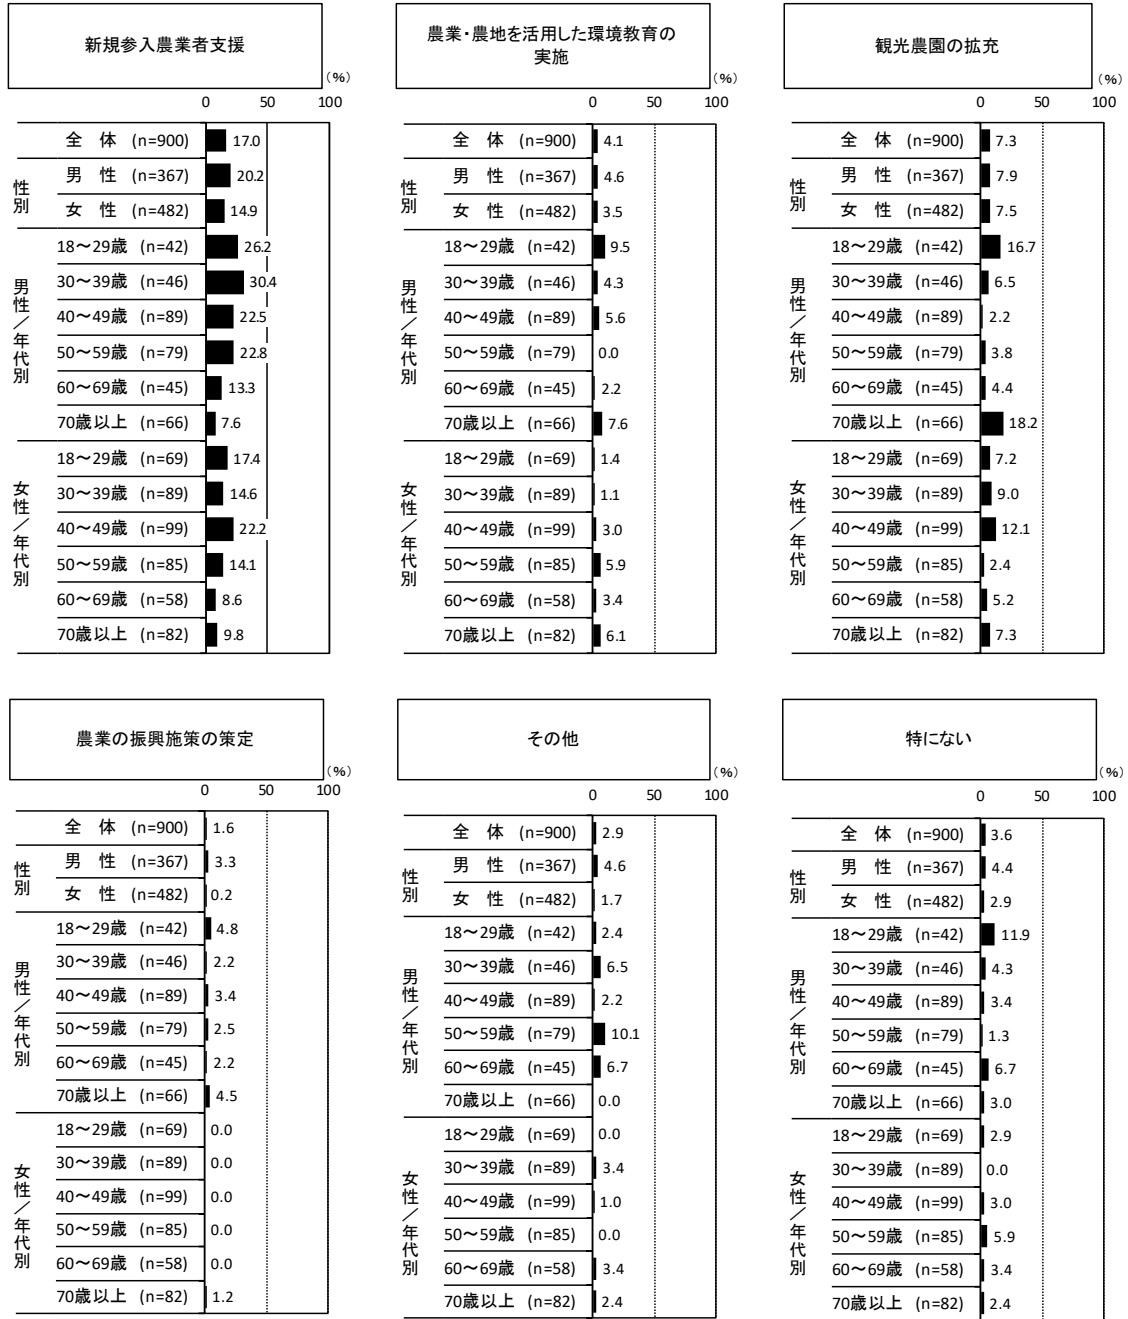 新規参入農業者支援
(%)
0 50 100
全 体 (n=900) 17.0
性別
男 性 (n=367) 20.2
女 性 (n=482) 14.9
男性/年代別
18～29歳 (n=42) 26.2
30～39歳 (n=46) 30.4
40～49歳 (n=89) 22.5
50～59歳 (n=79) 22.8
60～69歳 (n=45) 13.3
70歳以上 (n=66) 7.6
女性/年代別
18～29歳 (n=69) 17.4
30～39歳 (n=89) 14.6
40～49歳 (n=99) 22.2
50～59歳 (n=85) 14.1
60～69歳 (n=58) 8.6
70歳以上 (n=82) 9.8
農業・農地を活用した環境教育の
実施
(%)
0 50 100
全 体 (n=900) 4.1
性別
男 性 (n=367) 4.6
女 性 (n=482) 3.5
男性/年代別
18～29歳 (n=42) 9.5
30～39歳 (n=46) 4.3
40～49歳 (n=89) 5.6
50～59歳 (n=79) 0.0
60～69歳 (n=45) 2.2
70歳以上 (n=66) 7.6
女性/年代別
18～29歳 (n=69) 1.4
30～39歳 (n=89) 1.1
40～49歳 (n=99) 3.0
50～59歳 (n=85) 5.9
60～69歳 (n=58) 3.4
70歳以上 (n=82) 6.1
観光農園の拡充
(%)
0 50 100
全 体 (n=900) 7.3
性別
男 性 (n=367) 7.9
女 性 (n=482) 7.5
男性/年代別
18～29歳 (n=42) 16.7
30～39歳 (n=46) 6.5
40～49歳 (n=89) 2.2
50～59歳 (n=79) 3.8
60～69歳 (n=45) 4.4
70歳以上 (n=66) 18.2
女性/年代別
18～29歳 (n=69) 7.2
30～39歳 (n=89) 9.0
40～49歳 (n=99) 12.1
50～59歳 (n=85) 2.4
60～69歳 (n=58) 5.2
70歳以上 (n=82) 7.3
農業の振興施策の策定
(%)
0 50 100
全 体 (n=900) 1.6
性別
男 性 (n=367) 3.3
女 性 (n=482) 0.2
男性/年代別
18～29歳 (n=42) 4.8
30～39歳 (n=46) 2.2
40～49歳 (n=89) 3.4
50～59歳 (n=79) 2.5
60～69歳 (n=45) 2.2
70歳以上 (n=66) 4.5
女性/年代別
18～29歳 (n=69) 0.0
30～39歳 (n=89) 0.0
40～49歳 (n=99) 0.0
50～59歳 (n=85) 0.0
60～69歳 (n=58) 0.0
70歳以上 (n=82) 1.2
その他
(%)
0 50 100
全 体 (n=900) 2.9
性別
男 性 (n=367) 4.6
女 性 (n=482) 1.7
男性/年代別
18～29歳 (n=42) 2.4
30～39歳 (n=46) 6.5
40～49歳 (n=89) 2.2
50～59歳 (n=79) 10.1
60～69歳 (n=45) 6.7
70歳以上 (n=66) 0.0
女性/年代別
18～29歳 (n=69) 0.0
30～39歳 (n=89) 3.4
40～49歳 (n=99) 1.0
50～59歳 (n=85) 0.0
60～69歳 (n=58) 3.4
70歳以上 (n=82) 2.4
特にない
(%)
0 50 100
全 体 (n=900) 3.6
性別
男 性 (n=367) 4.4
女 性 (n=482) 2.9
男性/年代別
18～29歳 (n=42) 11.9
30～39歳 (n=46) 4.3
40～49歳 (n=89) 3.4
50～59歳 (n=79) 1.3
60～69歳 (n=45) 6.7
70歳以上 (n=66) 3.0
女性/年代別
18～29歳 (n=69) 2.9
30～39歳 (n=89) 0.0
40～49歳 (n=99) 3.0
50～59歳 (n=85) 5.9
60～69歳 (n=58) 3.4
70歳以上 (n=82) 2.4